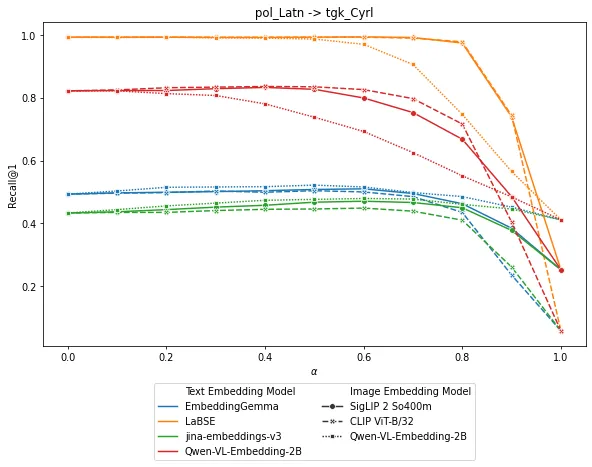 pol_Latn -> tgk_Cyrl
1.0
0.8
0.6
0.4
0.2
Recall@1
0.0 0.2 0.4 0.6 0.8 1.0
α
Text Embedding Model Image Embedding Model
EmbeddingGemma SigLIP 2 So400m
LaBSE CLIP ViT-B/32
jina-embeddings-v3 Qwen-VL-Embedding-2B
Qwen-VL-Embedding-2B